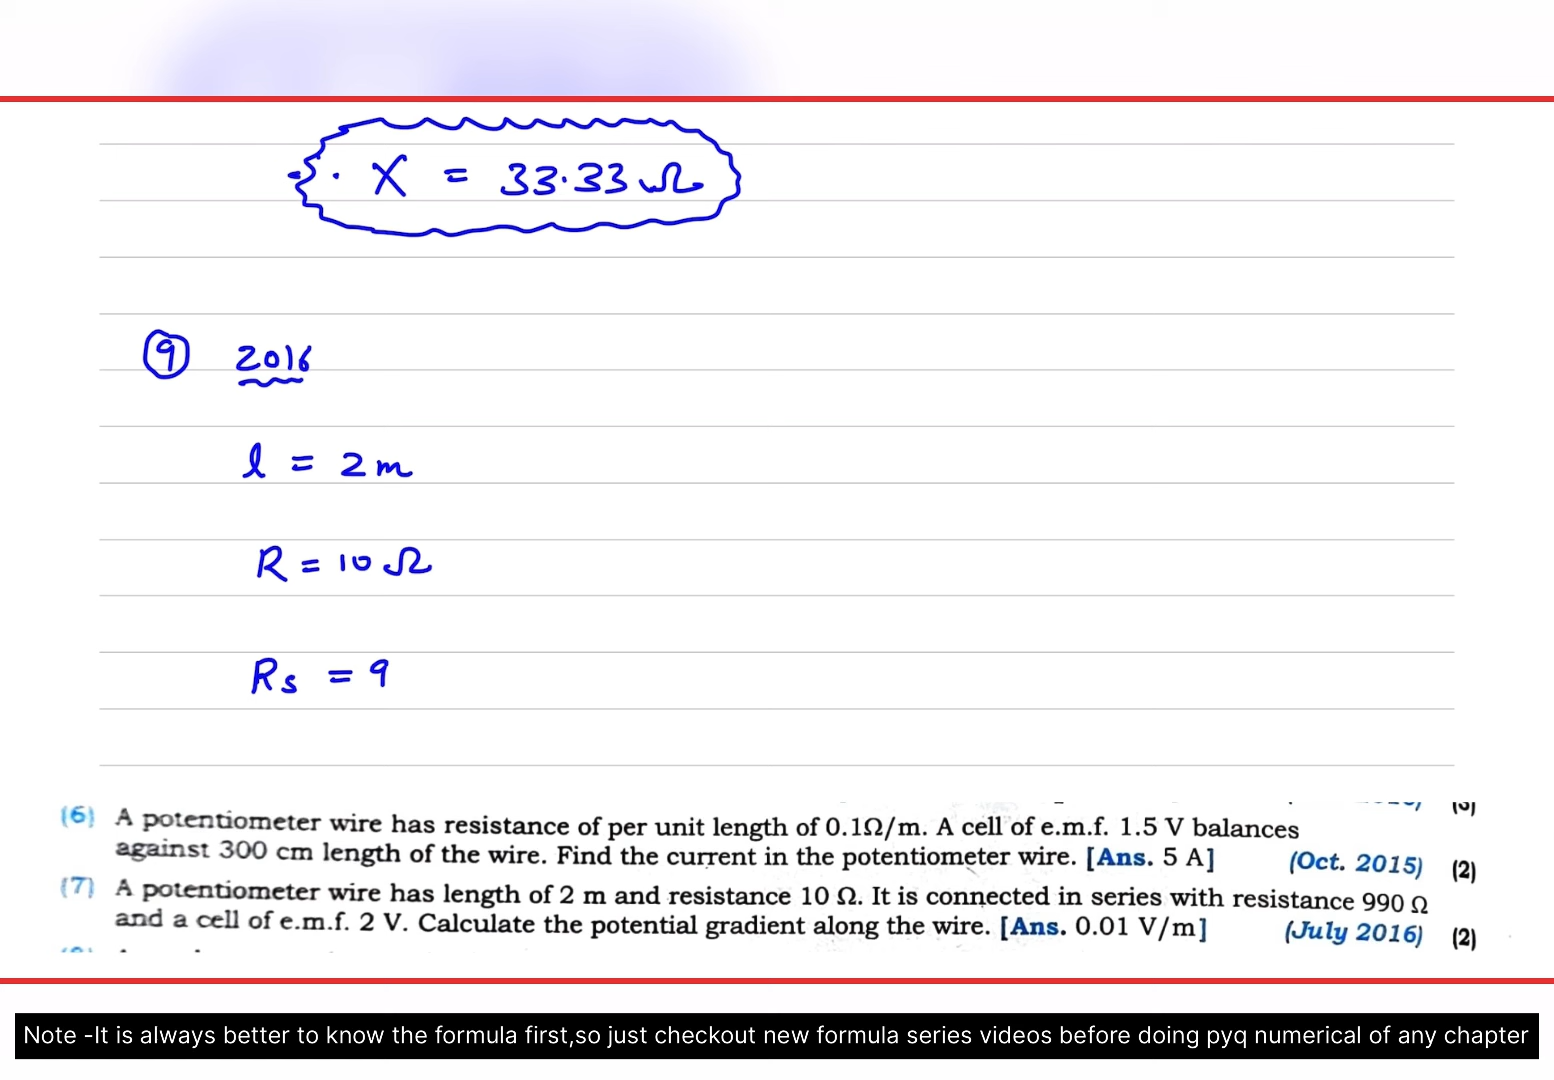 . X = 33.33 Ω
9 2016
l = 2 m
R = 10 Ω
Rs = 9
(6) A potentiometer wire has resistance of per unit length of 0.1Ω/m. A cell of e.m.f. 1.5 V balances
against 300 cm length of the wire. Find the current in the potentiometer wire. [Ans. 5 A] (Oct. 2015) (2)
(7) A potentiometer wire has length of 2 m and resistance 10 Ω. It is connected in series with resistance 990 Ω
and a cell of e.m.f. 2 V. Calculate the potential gradient along the wire. [Ans. 0.01 V/m] (July 2016) (2)
Note -It is always better to know the formula first,so just checkout new formula series videos before doing pyq numerical of any chapter